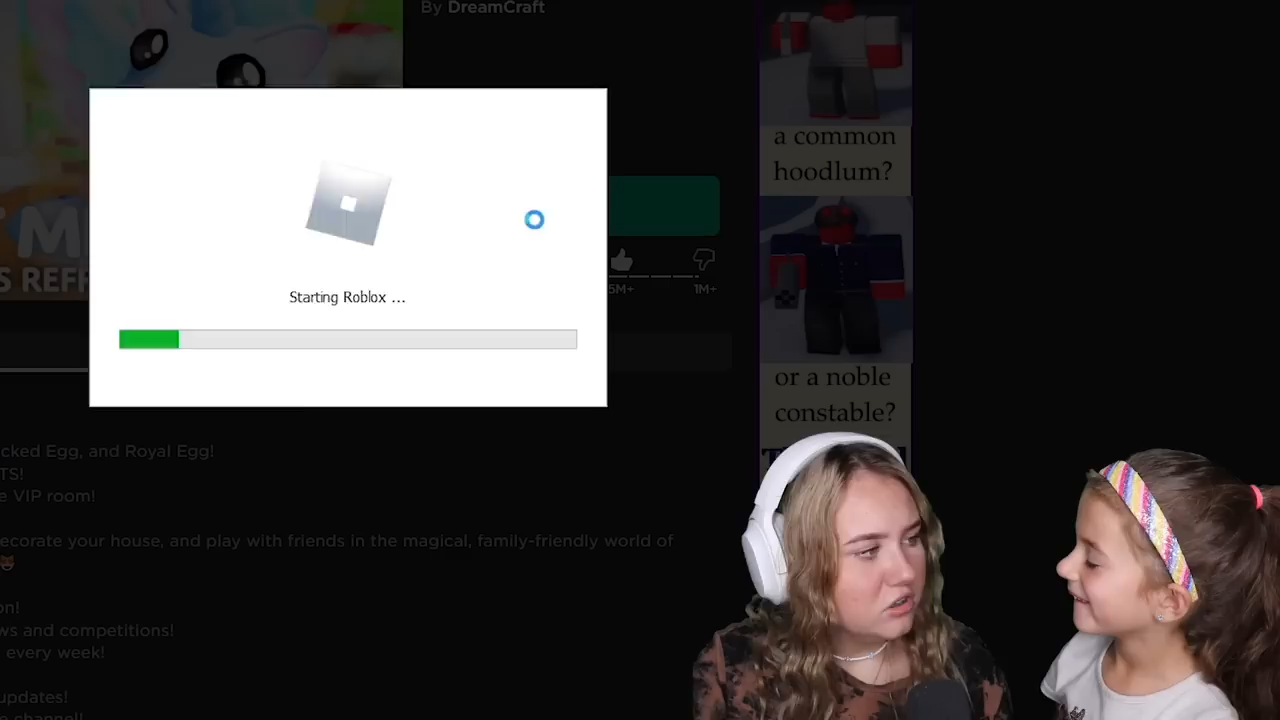 By DreamCraft
a common
hoodlum?
Starting Roblox ...
5M+
1M+
S REFR
or a noble
constable?
cked Egg, and Royal Egg!
TS!
e VIP room!
ecorate your house, and play with friends in the magical, family-friendly world of
on!
ws and competitions!
every week!
updates!
e channel!